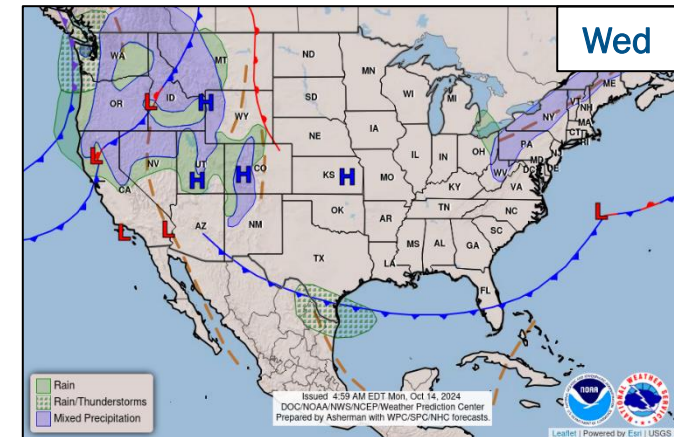 Wed
WA
MT
ND
MN
ME
OR
L
ID
H
SD
WI
MI
VT
NH
WY
NY
MA
CT
RI
L
NE
IA
PA
NV
UT
IL
IN
OH
MD
DE
DC
H
H
CO
KS
H
MO
WV
VA
CA
KY
L
AZ
NM
OK
AR
TN
NC
L
L
SC
TX
MS
AL
GA
LA
FL
Rain
Rain/Thunderstorms
Mixed Precipitation
Issued 4:59 AM EDT Mon, Oct 14, 2024
DOC/NOAA/NWS/NCEP/Weather Prediction Center
Prepared by Asherman with WPC/SPC/NHC forecasts.
NOAA
Leaflet | Powered by Esri | USGS